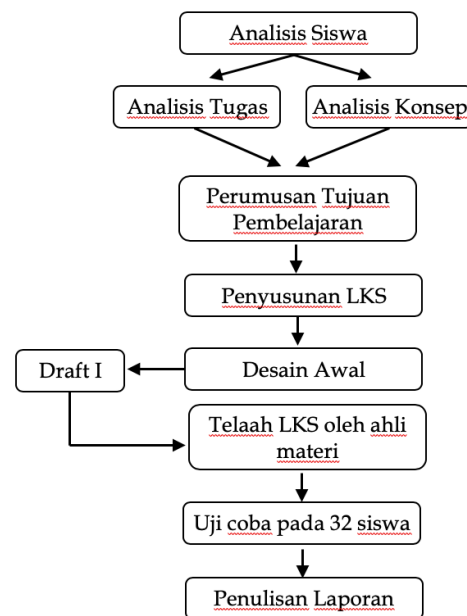 Analisis Siswa
Analisis Tugas
Analisis Konsep
Perumusan Tujuan
Pembelajaran
Penyusunan LKS
Desain Awal
Draft I
Telaah LKS oleh ahli
materi
Uji coba pada 32 siswa
Penulisan Laporan